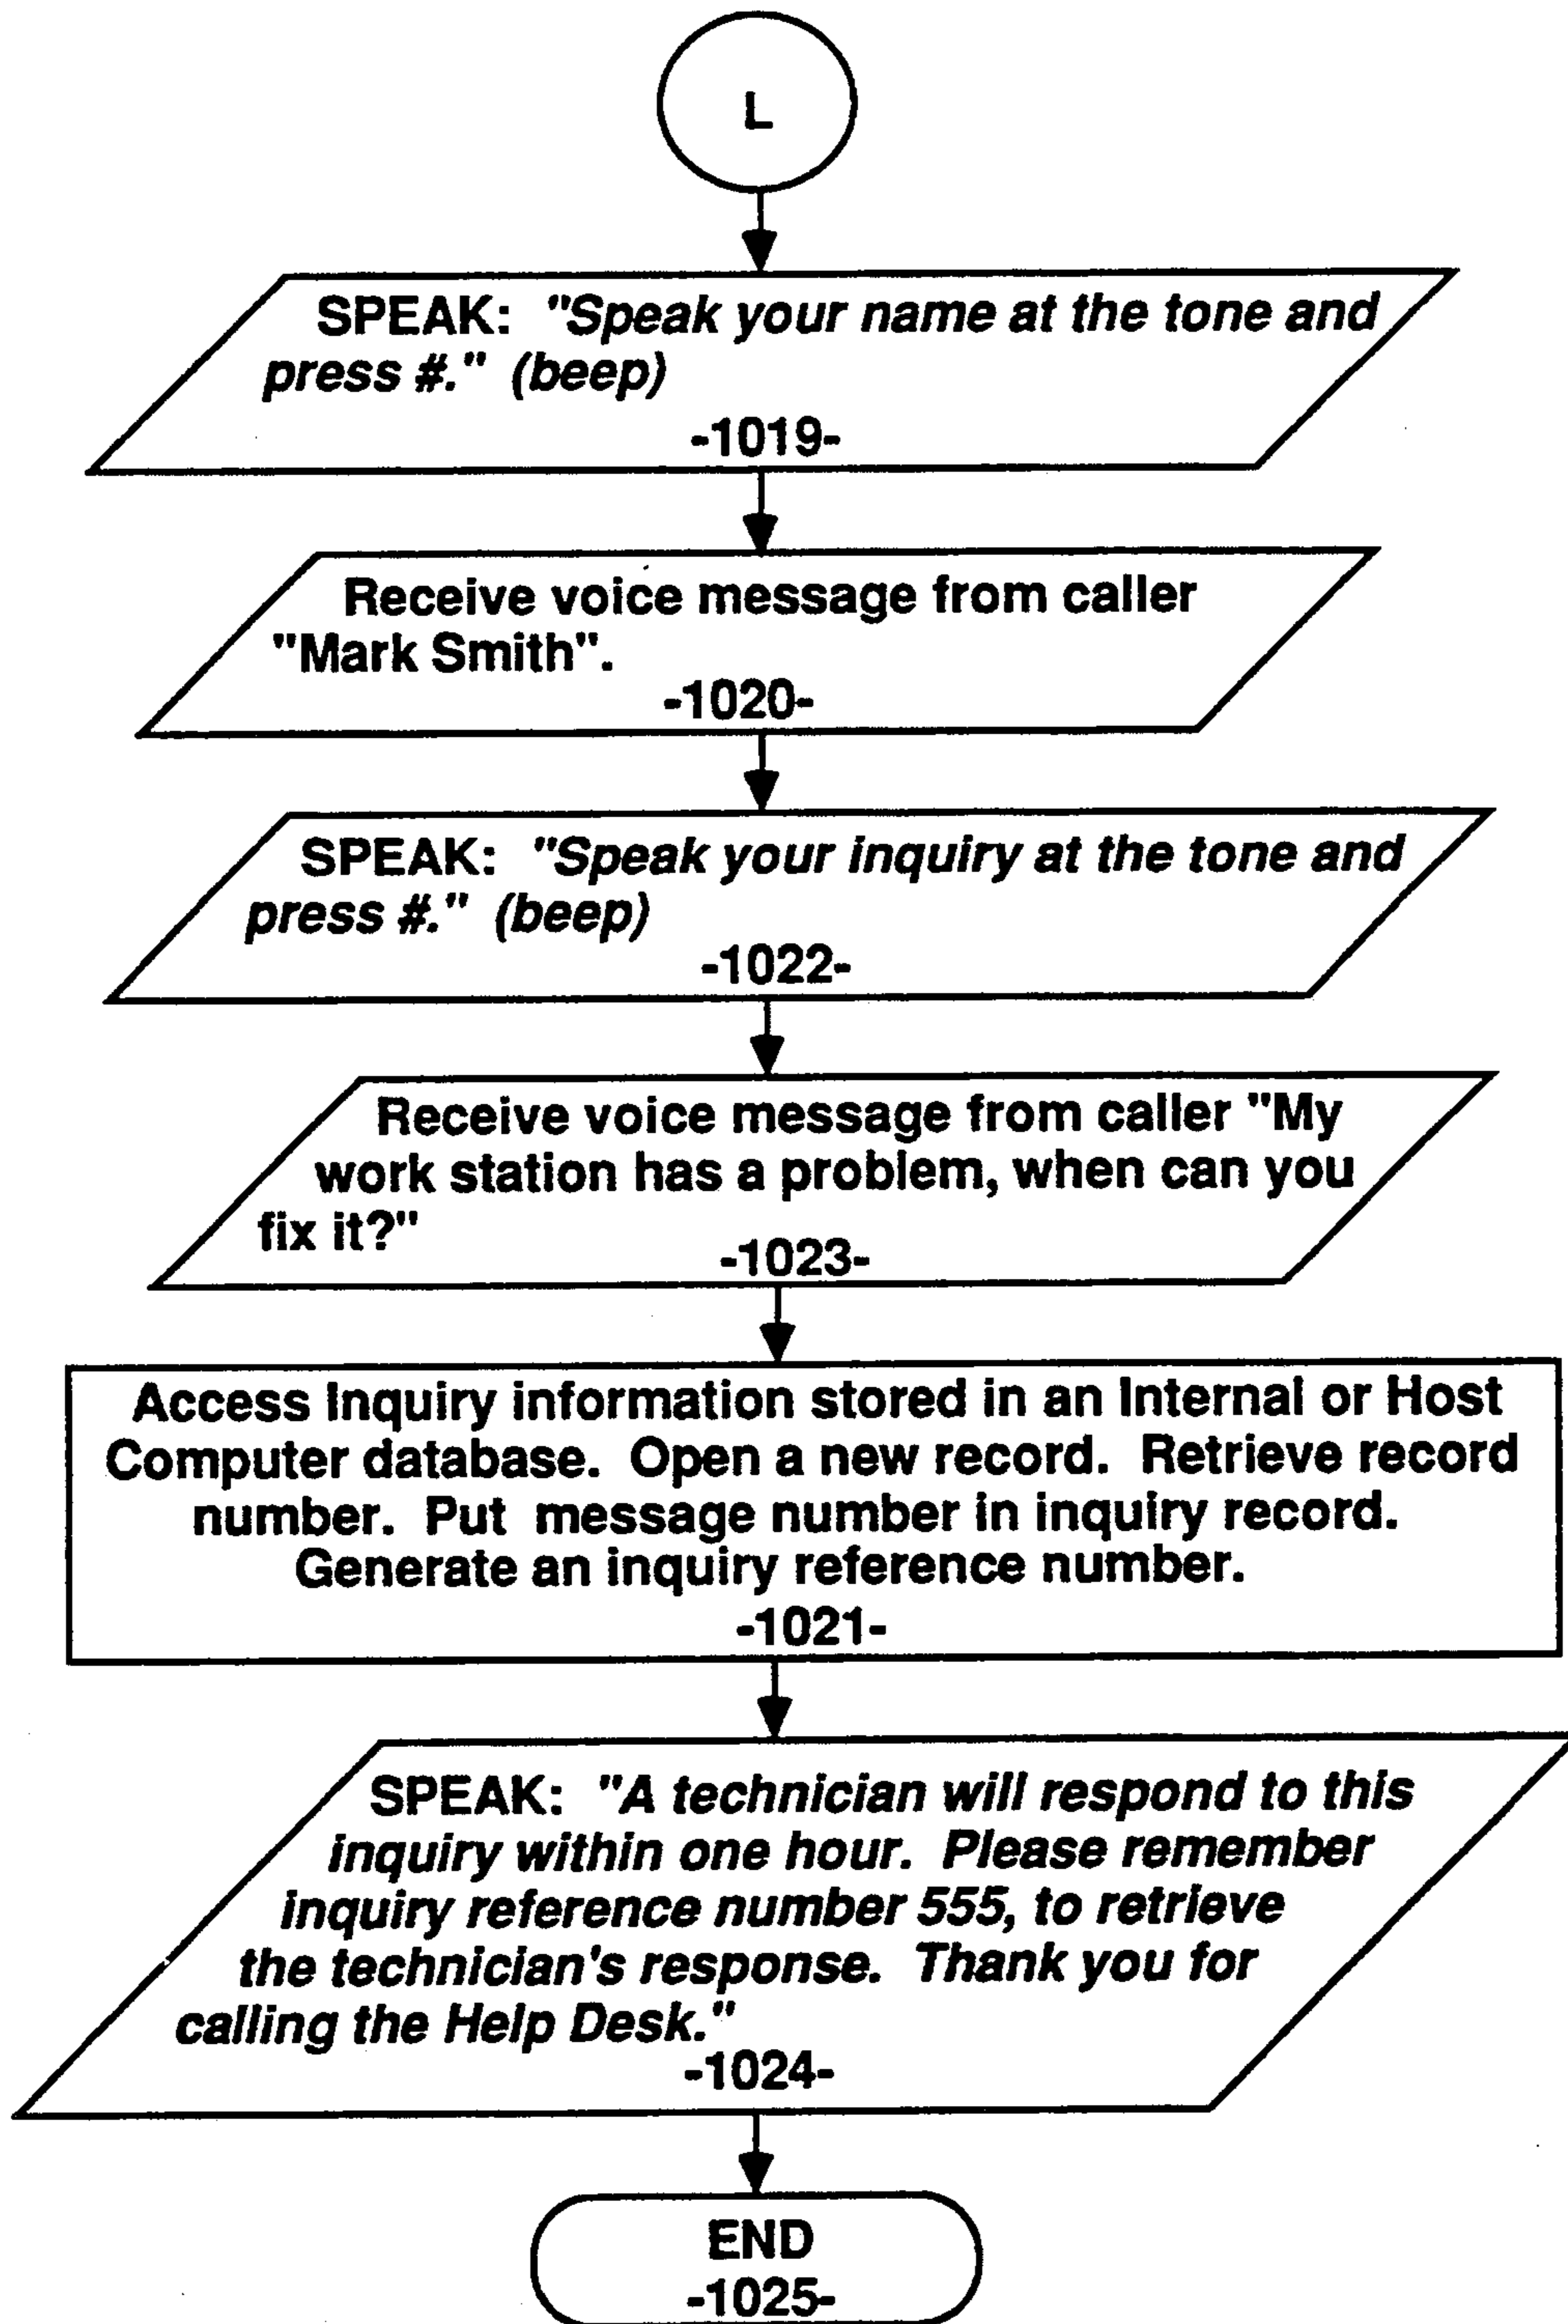 L
SPEAK: "Speak your name at the tone and
press #." (beep)
-1019-
Receive voice message from caller
"Mark Smith".
-1020-
SPEAK: "Speak your inquiry at the tone and
press #." (beep)
-1022-
Receive voice message from caller "My
work station has a problem, when can you
fix it?"
-1023-
Access Inquiry information stored in an Internal or Host
Computer database. Open a new record. Retrieve record
number. Put message number in inquiry record.
Generate an inquiry reference number.
-1021-
SPEAK: "A technician will respond to this
inquiry within one hour. Please remember
inquiry reference number 555, to retrieve
the technician's response. Thank you for
calling the Help Desk."
-1024-
END
-1025-